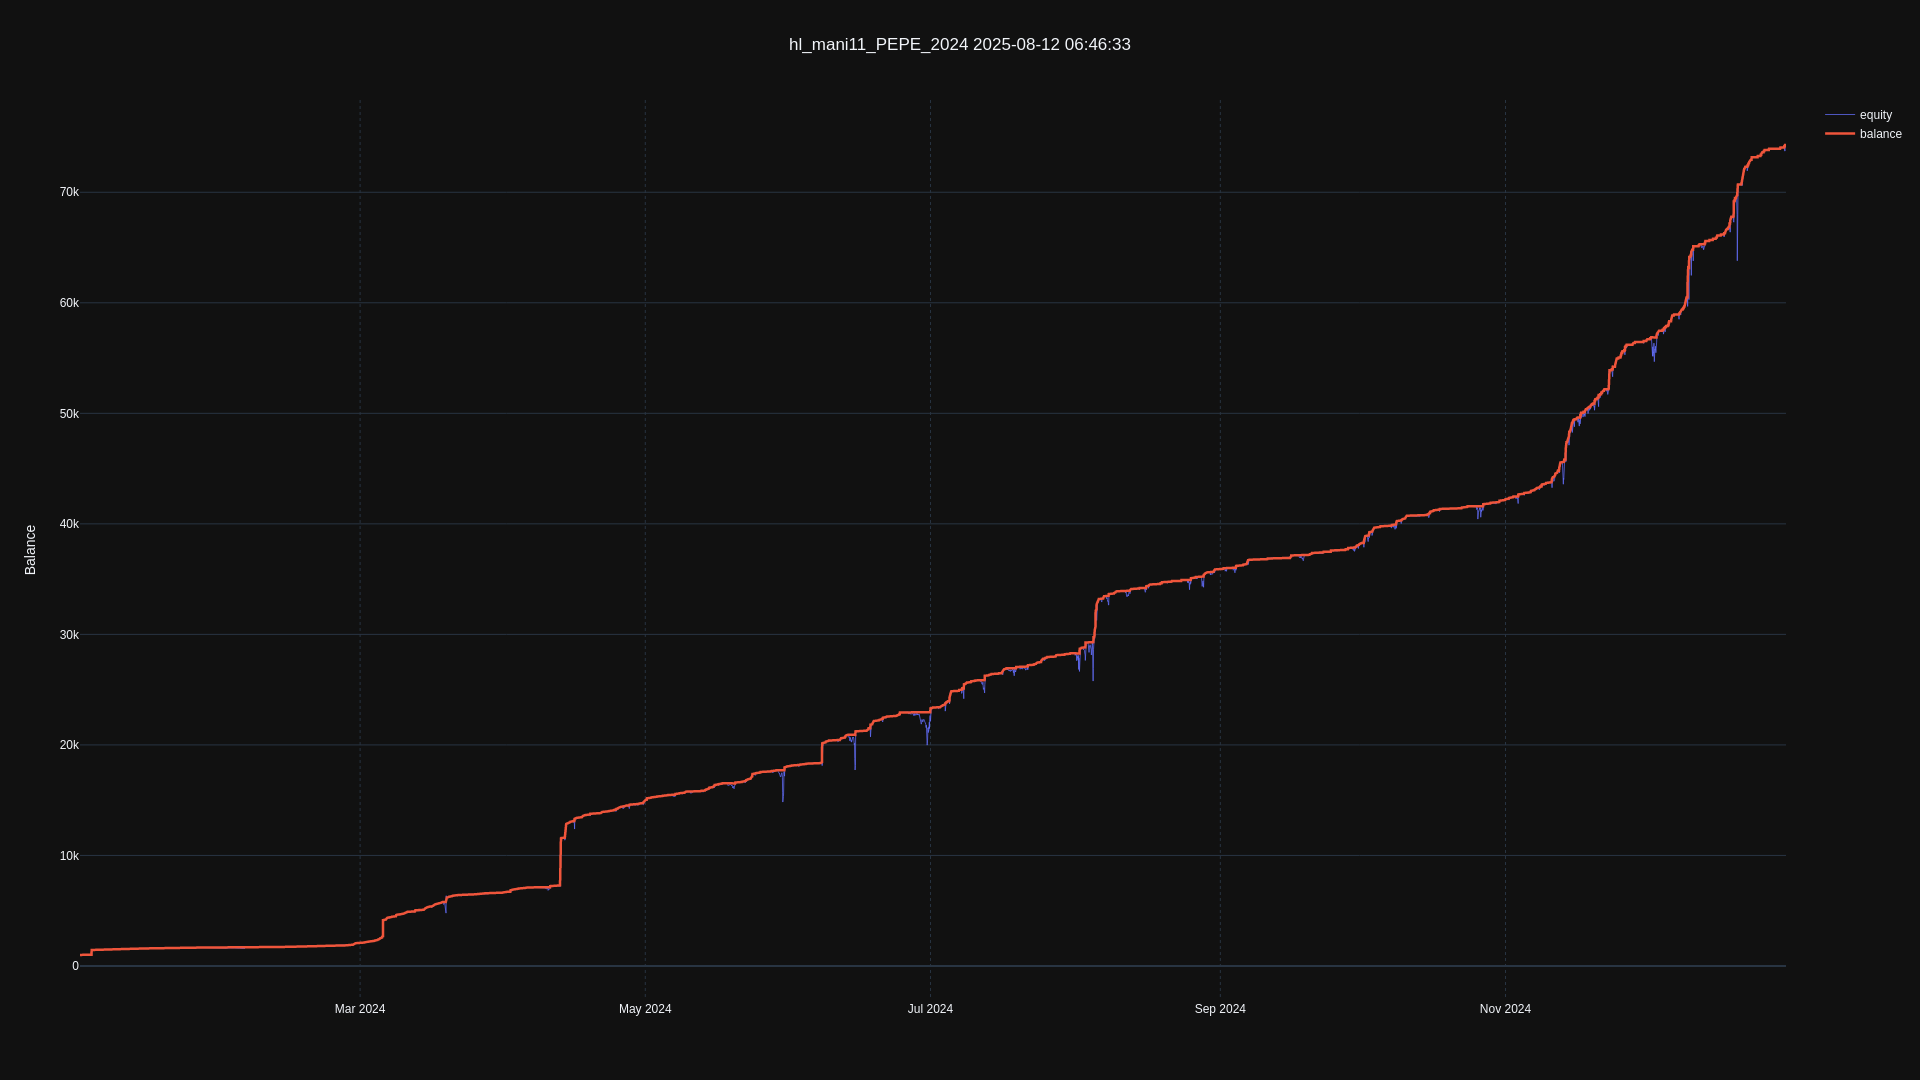 hl_mani11_PEPE_2024 2025-08-12 06:46:33
equity
balance
70k
60k
50k
40k
30k
20k
10k
0
Balance
Mar 2024
May 2024
Jul 2024
Sep 2024
Nov 2024